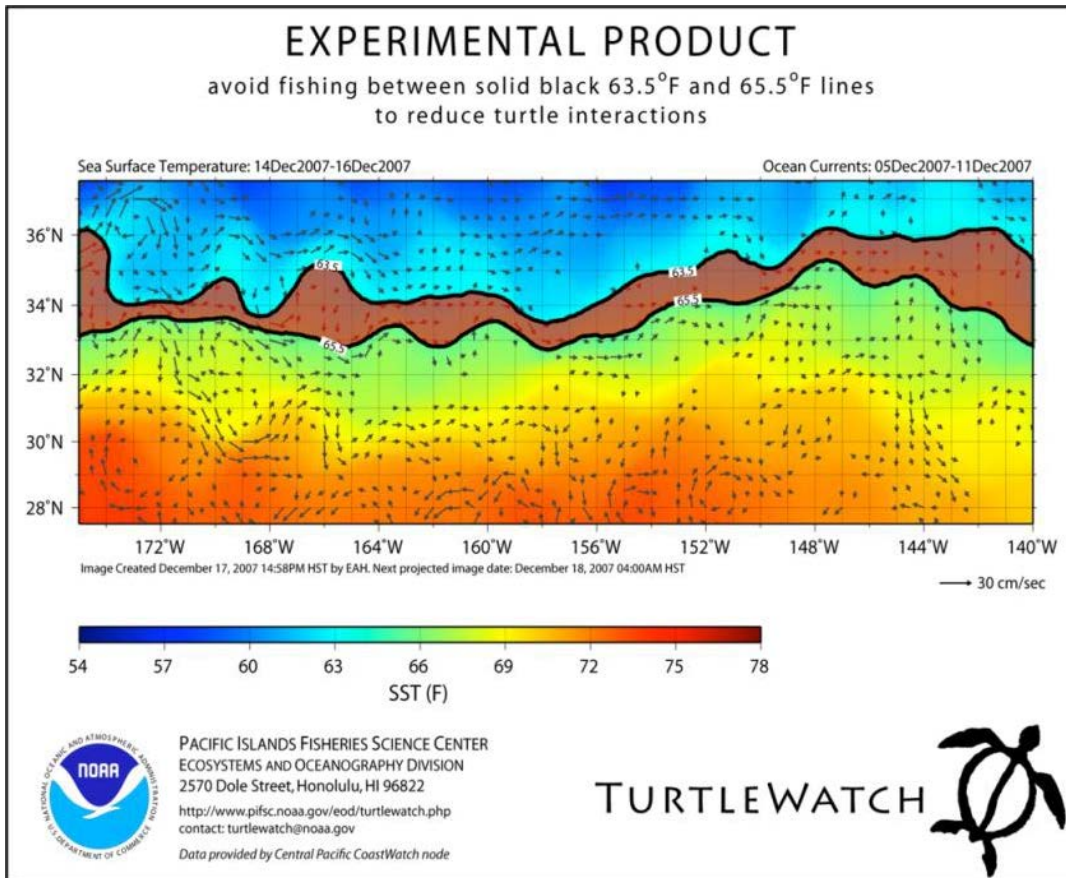 EXPERIMENTAL PRODUCT
avoid fishing between solid black 63.5°F and 65.5°F lines
to reduce turtle interactions
Sea Surface Temperature: 14Dec2007-16Dec2007
Ocean Currents: 05Dec2007-11Dec2007
36°N
34°N
32°N
30°N
28°N
63.5
65.5
63.5
65.5
172°W
168°W
164°W
160°W
156°W
152°W
148°W
144°W
140°W
Image Created December 17, 2007 14:58PM HST by EAH. Next projected image date: December 18, 2007 04:00AM HST
30 cm/sec
54
57
60
63
66
69
72
75
78
SST (F)
NATIONAL OCEANIC AND ATMOSPHERIC ADMINISTRATION
NOAA
U.S. DEPARTMENT OF COMMERCE
PACIFIC ISLANDS FISHERIES SCIENCE CENTER
ECOSYSTEMS AND OCEANOGRAPHY DIVISION
2570 Dole Street, Honolulu, HI 96822
http://www.pifsc.noaa.gov/eod/turtlewatch.php
contact: turtlewatch@noaa.gov
Data provided by Central Pacific CoastWatch node
TURTLEWATCH